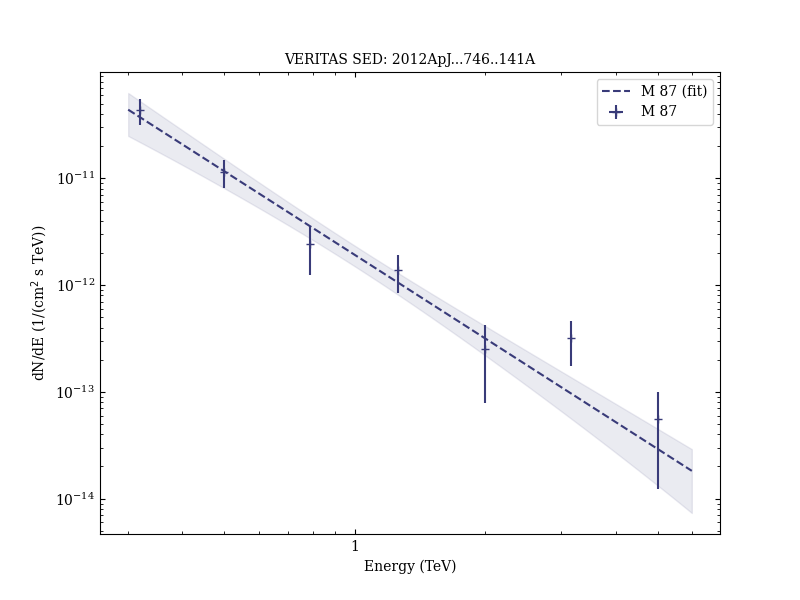 VERITAS SED: 2012ApJ...746..141A
M 87 (fit)
M 87
dN/dE (1/(cm² s TeV))
10⁻¹¹
10⁻¹²
10⁻¹³
10⁻¹⁴
1
Energy (TeV)